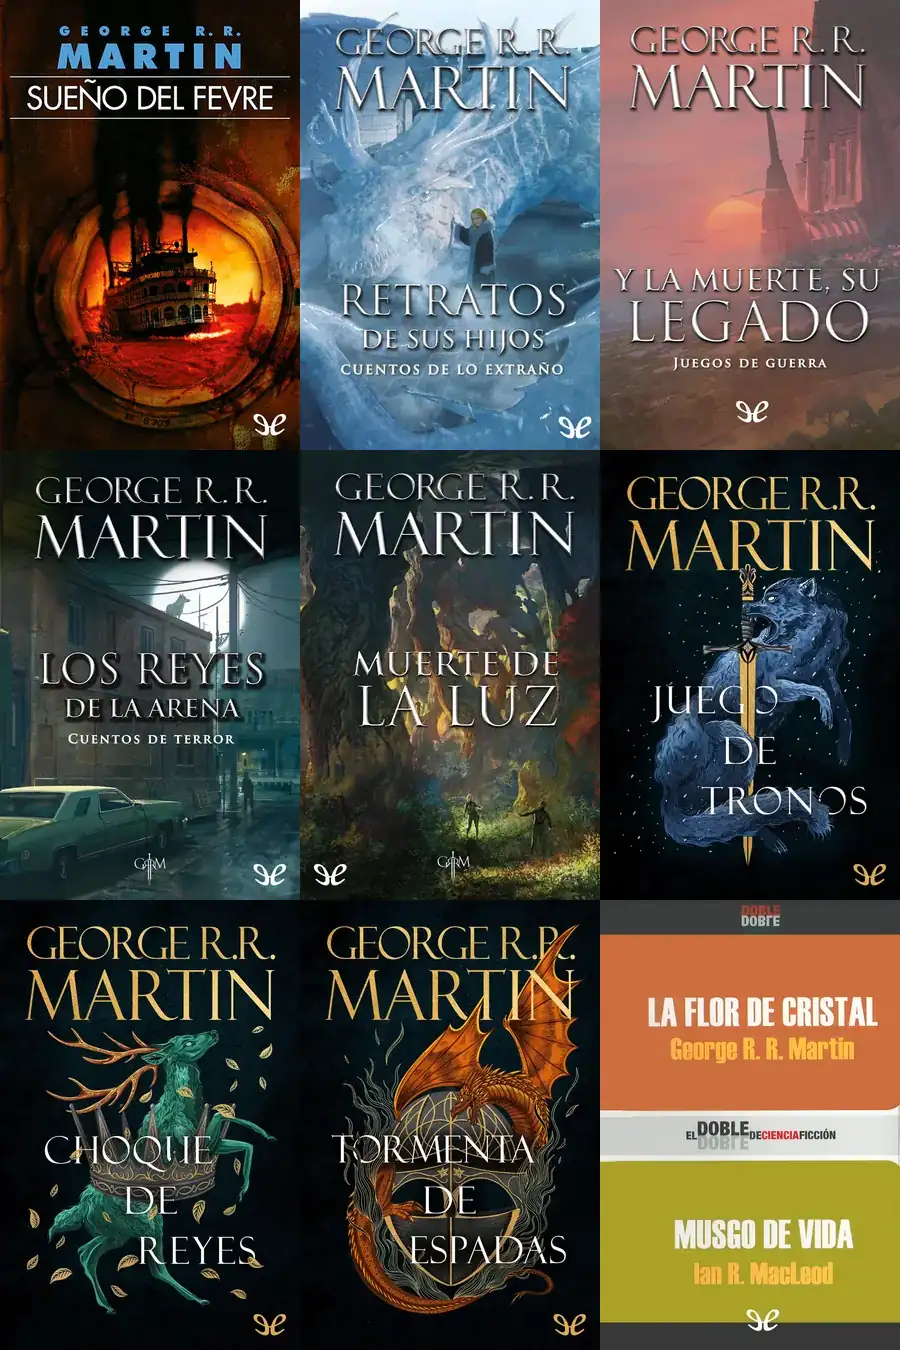 GEORGE R. R.
MARTIN
SUEÑO DEL FEVRE
GEORGE R. R.
MARTIN
RETRATOS
DE SUS HIJOS
CUENTOS DE LO EXTRAÑO
GEORGE R. R.
MARTIN
Y LA MUERTE, SU
LEGADO
JUEGOS DE GUERRA
GEORGE R. R.
MARTIN
LOS REYES
DE LA ARENA
CUENTOS DE TERROR
GRRM
GEORGE R. R.
MARTIN
MUERTE DE
LA LUZ
GRRM
GEORGE R.R.
MARTIN
JUEGO
DE
TRONOS
GEORGE R.R.
MARTIN
CHOQUE
DE
REYES
GEORGE R.R.
MARTIN
TORMENTA
DE
ESPADAS
DOBLE
DOBLE
LA FLOR DE CRISTAL
George R. R. Martin
EL DOBLE DE CIENCIA FICCIÓN
MUSGO DE VIDA
Ian R. MacLeod